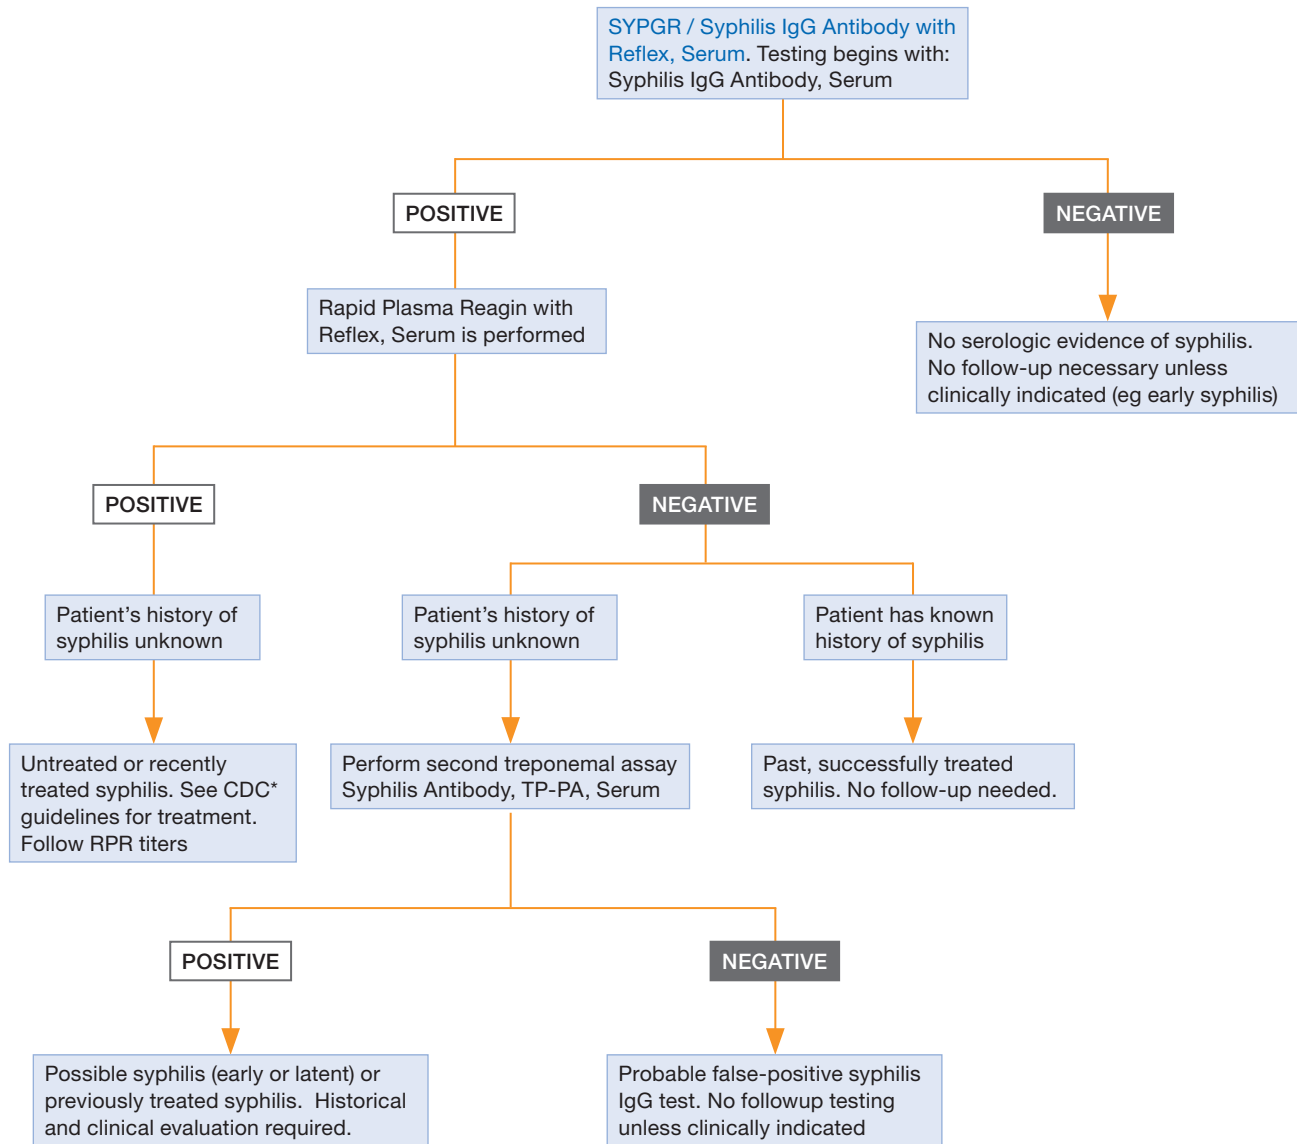 SYPGR / Syphilis IgG Antibody with
Reflex, Serum. Testing begins with:
Syphilis IgG Antibody, Serum
POSITIVE
NEGATIVE
Rapid Plasma Reagin with
Reflex, Serum is performed
No serologic evidence of syphilis.
No follow-up necessary unless
clinically indicated (eg early syphilis)
POSITIVE
NEGATIVE
Patient’s history of
syphilis unknown
Patient’s history of
syphilis unknown
Patient has known
history of syphilis
Untreated or recently
treated syphilis. See CDC*
guidelines for treatment.
Follow RPR titers
Perform second treponemal assay
Syphilis Antibody, TP-PA, Serum
Past, successfully treated
syphilis. No follow-up needed.
POSITIVE
NEGATIVE
Possible syphilis (early or latent) or
previously treated syphilis.  Historical
and clinical evaluation required.
Probable false-positive syphilis
IgG test. No followup testing
unless clinically indicated